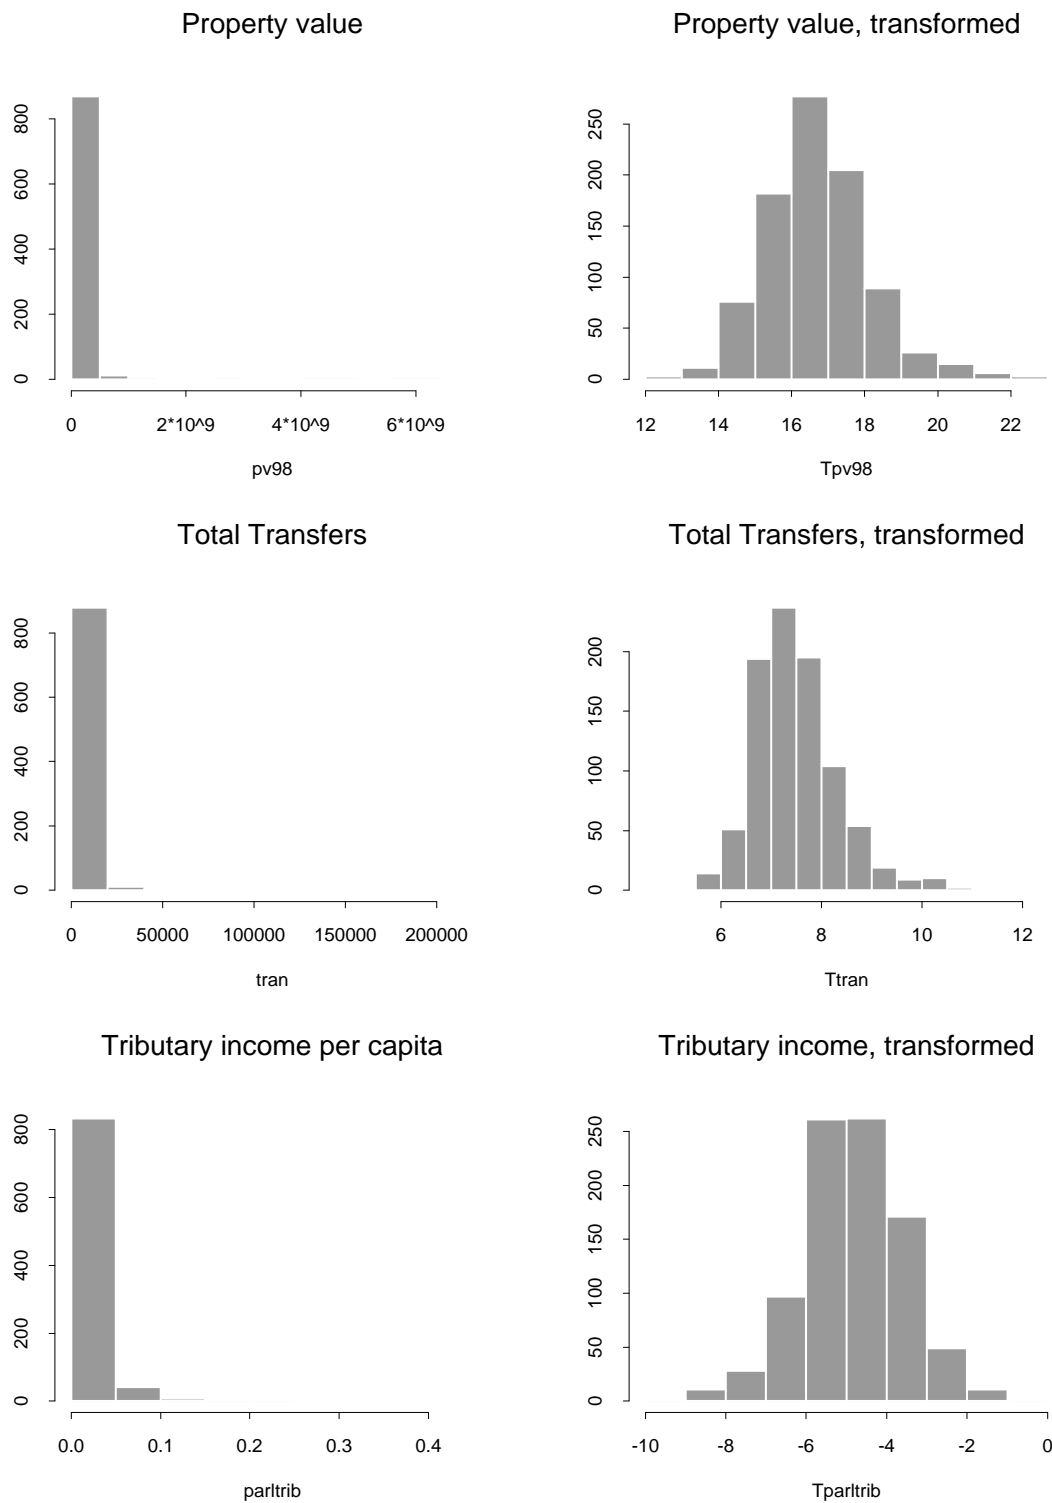 Property value
800
600
400
200
0
0 2*10^9 4*10^9 6*10^9
pv98
Property value, transformed
250
200
150
100
50
0
12 14 16 18 20 22
Tpv98
Total Transfers
800
600
400
200
0
0 50000 100000 150000 200000
tran
Total Transfers, transformed
200
150
100
50
0
6 8 10 12
Ttran
Tributary income per capita
800
600
400
200
0
0.0 0.1 0.2 0.3 0.4
parltrib
Tributary income, transformed
250
200
150
100
50
0
-10 -8 -6 -4 -2 0
Tparltrib